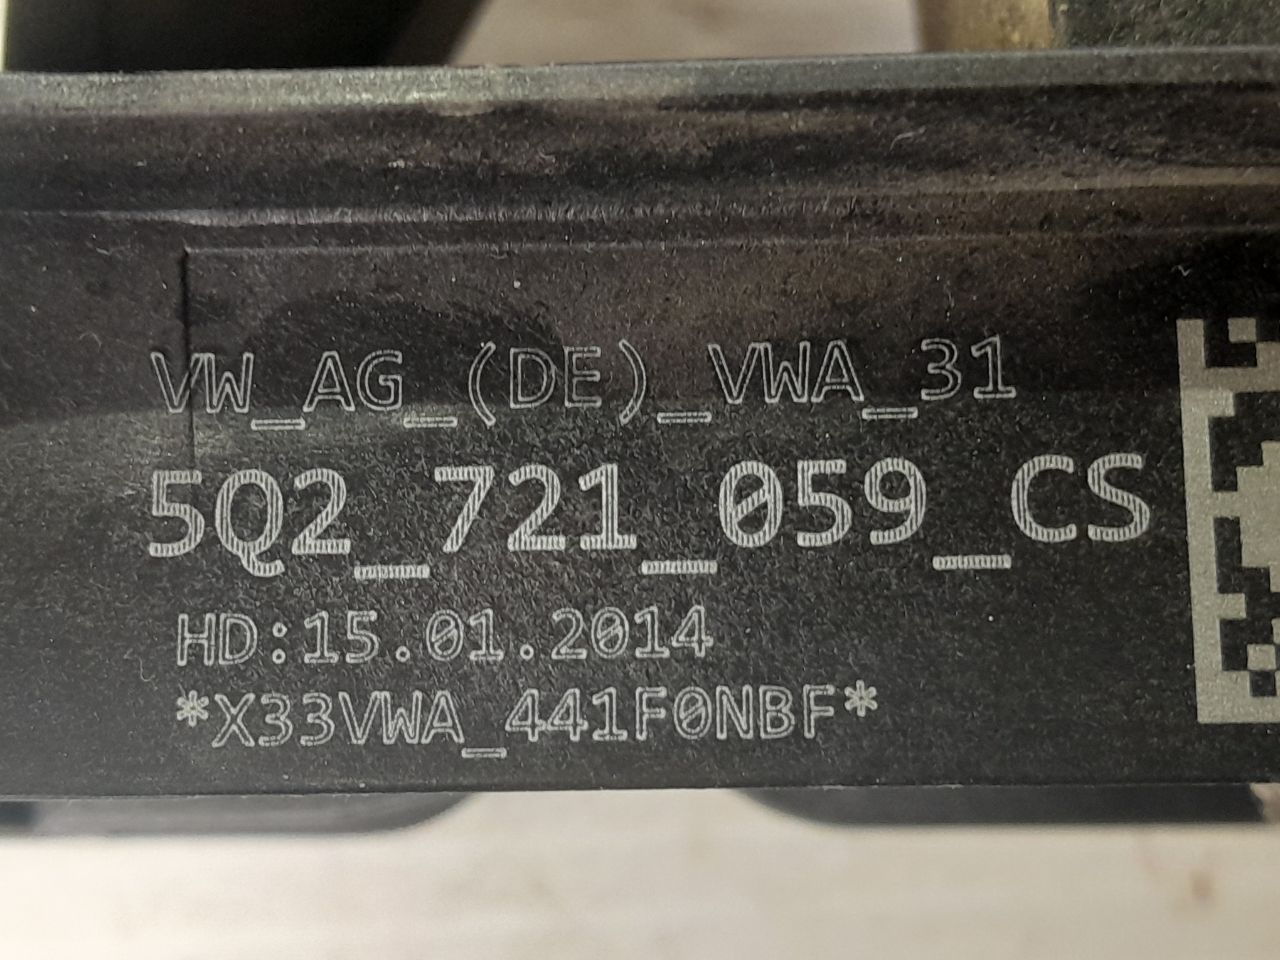 VW_AG_(DE)_VWA_31
5Q2_721_059_CS
HD:15.01.2014
*X33VWA_441F0NBF*